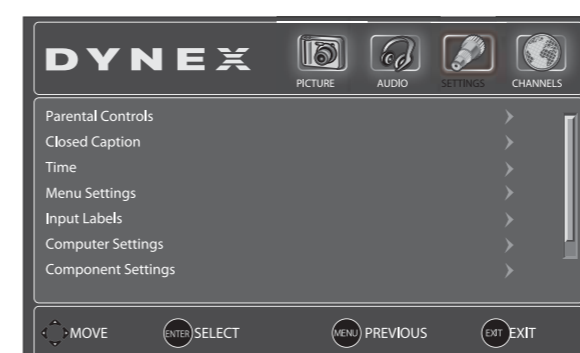 DYNEX
PICTURE AUDIO SETTINGS CHANNELS
Parental Controls
Closed Caption
Time
Menu Settings
Input Labels
Computer Settings
Component Settings
MOVE ENTER SELECT MENU PREVIOUS EXIT EXIT